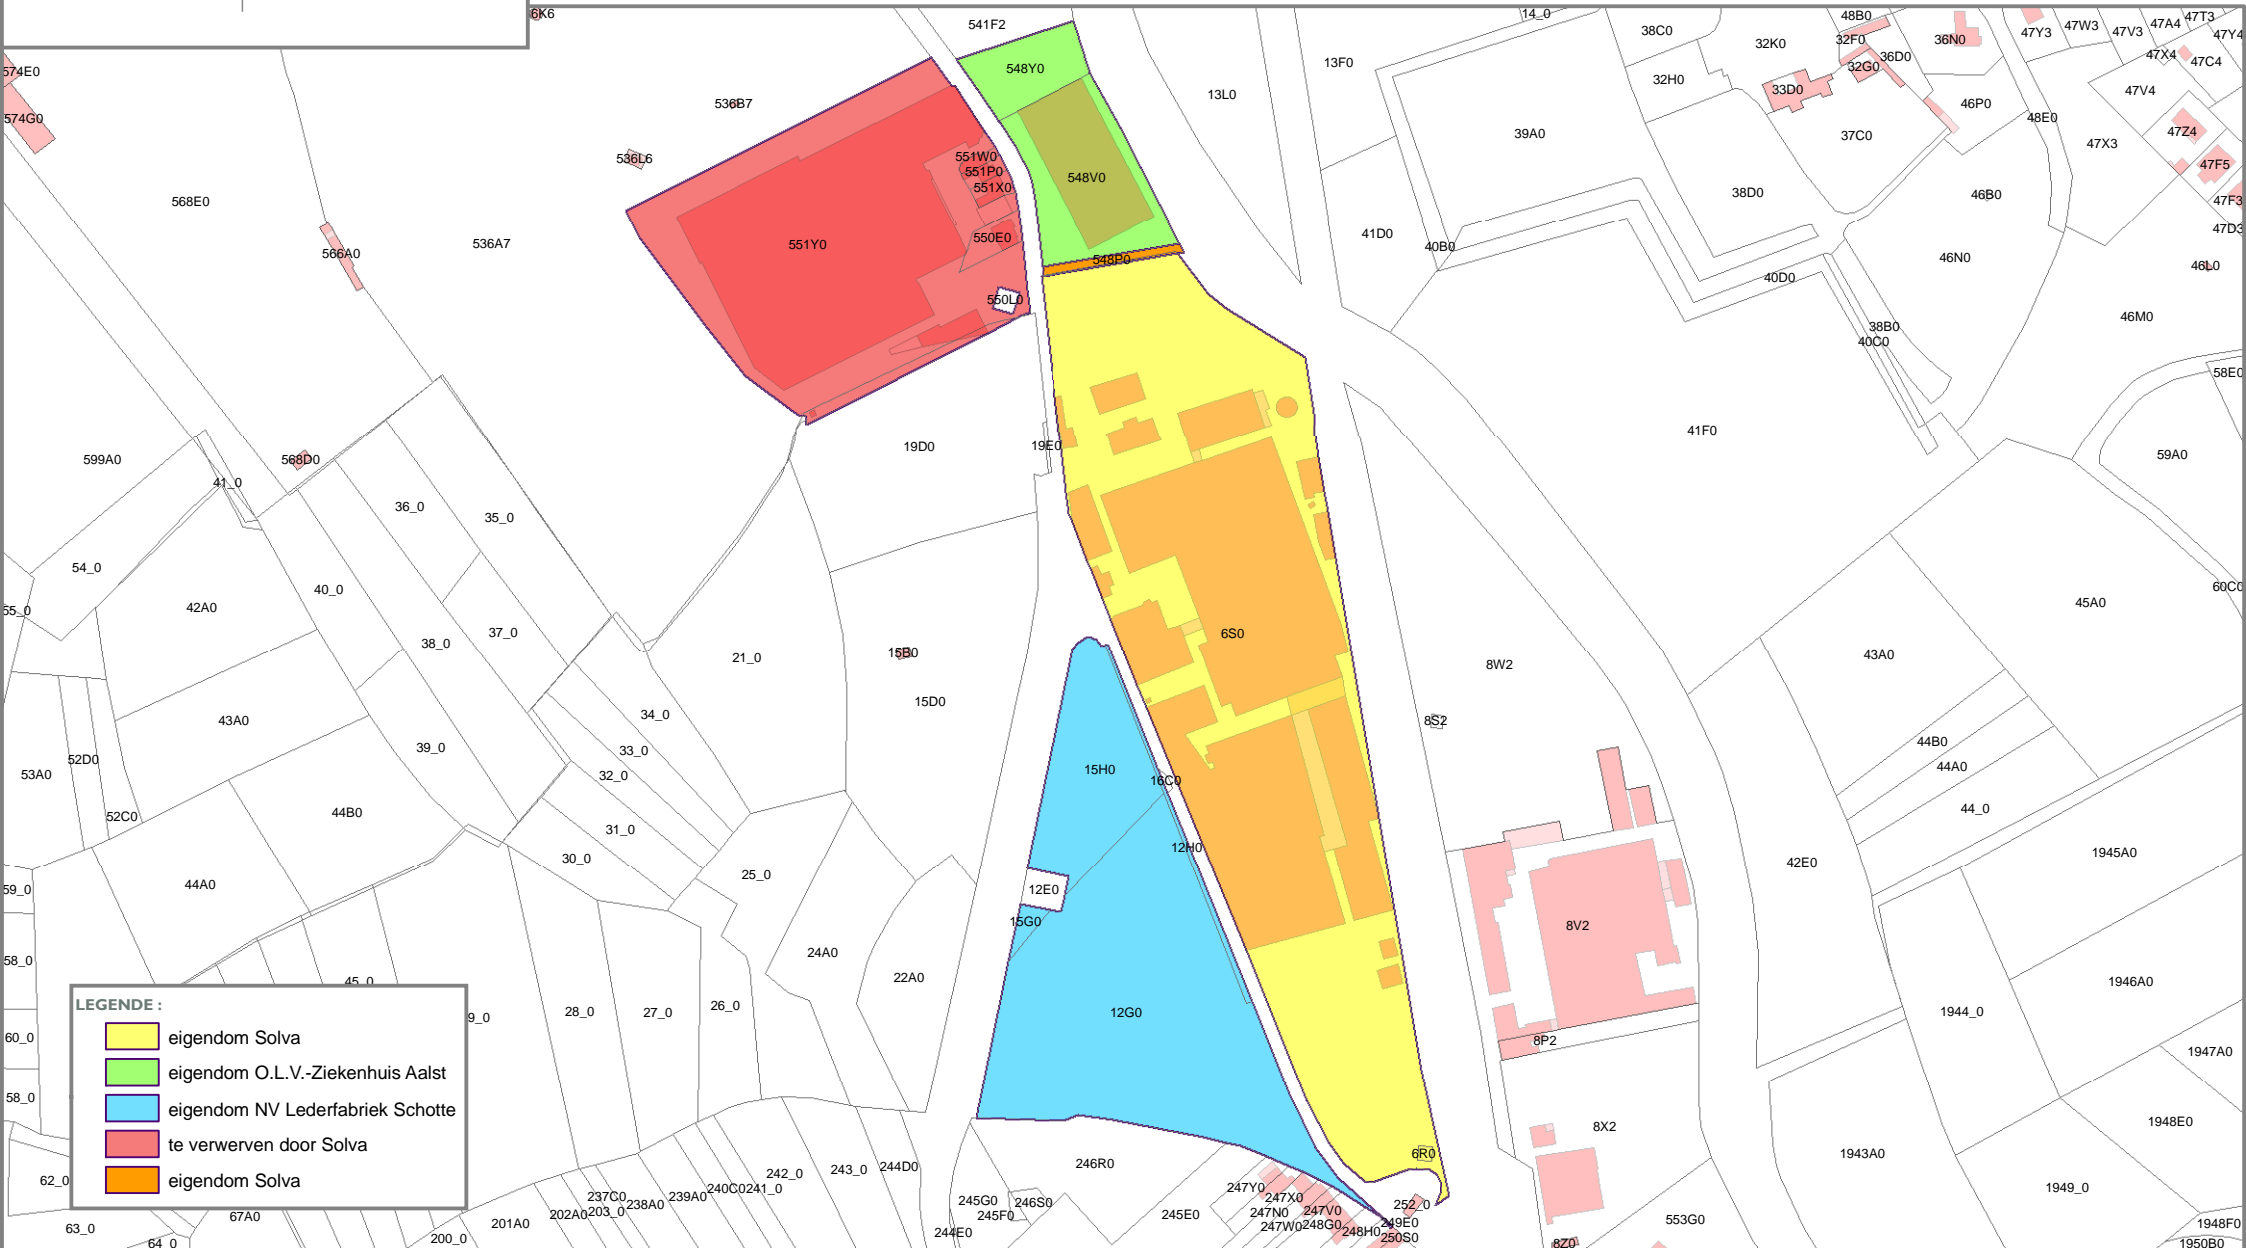 6K6
541F2
14_0
38C0
48B0
47W3
47A4
47T3
47Y3
47V3
47Y4
32K0
32F0
36N0
36D0
47X4
47C4
574E0
548Y0
13F0
32G0
32H0
33D0
47V4
13L0
536B7
46P0
574G0
48E0
39A0
37C0
47Z4
47X3
536L6
551W0
551P0
551X0
548V0
47F5
38D0
46B0
568E0
47F3
47D3
566A0
536A7
551Y0
550E0
41D0
40B0
548P0
46N0
46L0
40D0
550L0
46M0
38B0
40C0
58E0
41F0
599A0
568D0
19D0
19E0
59A0
41_0
36_0
35_0
54_0
60C0
55_0
42A0
40_0
45A0
38_0
37_0
6S0
21_0
15B0
8W2
43A0
15D0
43A0
34_0
8S2
39_0
33_0
44B0
53A0
52D0
32_0
15H0
16C0
44A0
44_0
52C0
44B0
31_0
12H0
30_0
1945A0
42E0
25_0
44A0
59_0
12E0
15G0
8V2
24A0
58_0
22A0
45_0
1946A0
26_0
27_0
28_0
12G0
1944_0
9_0
LEGENDE :
eigendom Solva
eigendom O.L.V.-Ziekenhuis Aalst
eigendom NV Lederfabriek Schotte
te verwerven door Solva
eigendom Solva
60_0
8P2
1947A0
58_0
8X2
1948E0
6R0
1943A0
246R0
243_0
244D0
242_0
62_0
240C0
241_0
247Y0
1949_0
237C0
239A0
238A0
245G0
246S0
247X0
252_0
203_0
202A0
245F0
245E0
247N0
247V0
67A0
201A0
247W0
248G0
249E0
553G0
1948F0
63_0
244E0
248H0
250S0
200_0
64_0
8Z0
1950B0